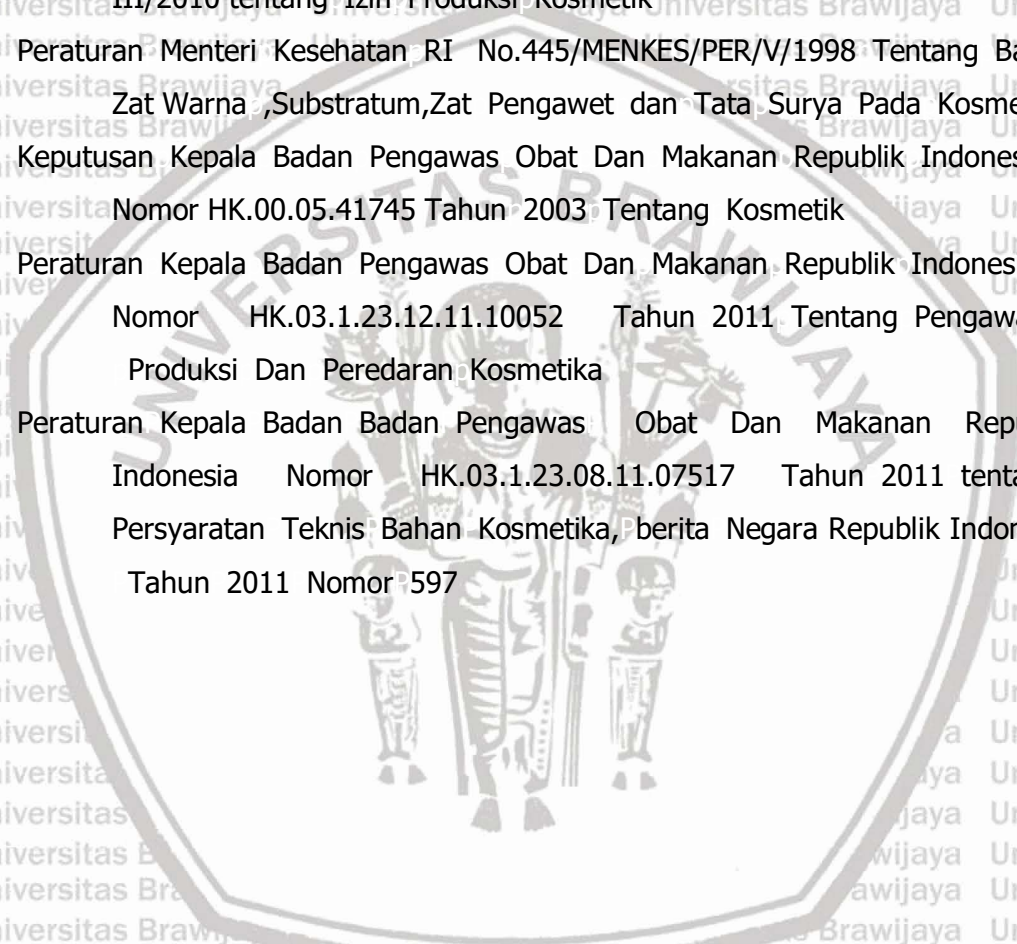 III/2010 tentang Izin Produksi Kosmetik
Peraturan Menteri Kesehatan RI No.445/MENKES/PER/V/1998 Tentang Ba
Zat Warna ,Substratum,Zat Pengawet dan Tata Surya Pada Kosme
Keputusan Kepala Badan Pengawas Obat Dan Makanan Republik Indones
Nomor HK.00.05.41745 Tahun 2003 Tentang Kosmetik
Peraturan Kepala Badan Pengawas Obat Dan Makanan Republik Indones
Nomor HK.03.1.23.12.11.10052 Tahun 2011 Tentang Pengawa
Produksi Dan Peredaran Kosmetika
Peraturan Kepala Badan Badan Pengawas Obat Dan Makanan Repu
Indonesia Nomor HK.03.1.23.08.11.07517 Tahun 2011 tenta
Persyaratan Teknis Bahan Kosmetika, berita Negara Republik Indon
Tahun 2011 Nomor 597
UNIVERSITAS BRAWIJAYA